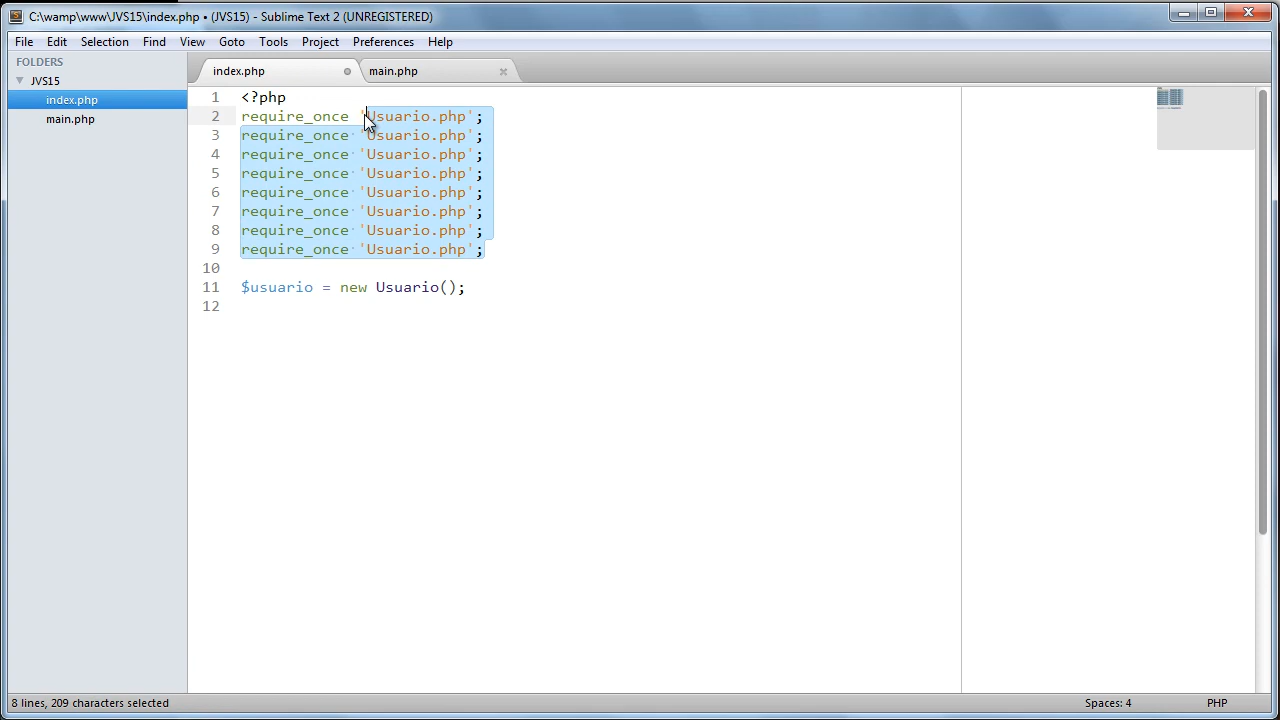 C:\wamp\www\JVS15\index.php • (JVS15) - Sublime Text 2 (UNREGISTERED)
File Edit Selection Find View Goto Tools Project Preferences Help
FOLDERS
JVS15
index.php
main.php
index.php main.php
1 <?php
2 require_once 'Usuario.php';
3 require_once 'Usuario.php';
4 require_once 'Usuario.php';
5 require_once 'Usuario.php';
6 require_once 'Usuario.php';
7 require_once 'Usuario.php';
8 require_once 'Usuario.php';
9 require_once 'Usuario.php';
10
11 $usuario = new Usuario();
12
8 lines, 209 characters selected Spaces: 4 PHP